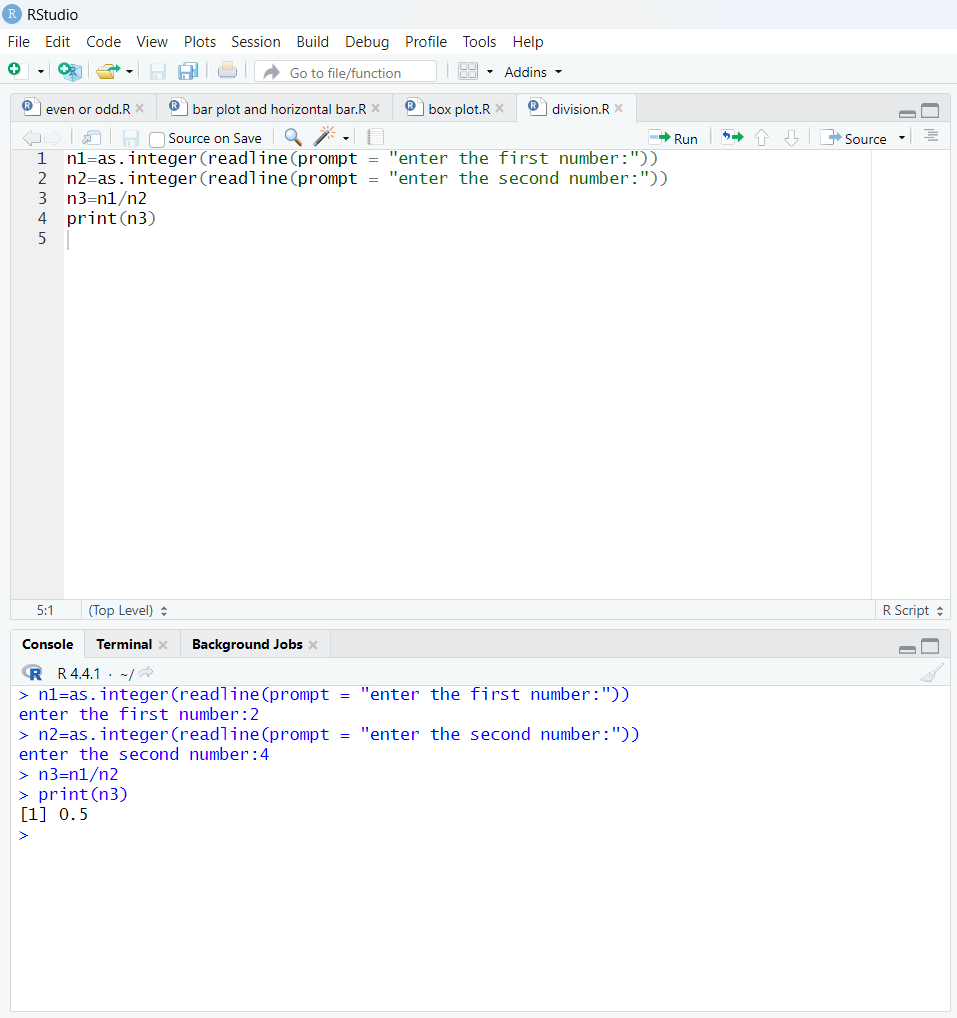 RStudio
File Edit Code View Plots Session Build Debug Profile Tools Help
Go to file/function Addins
even or odd.R bar plot and horizontal bar.R box plot.R division.R
Source on Save Run Source
1 n1=as.integer(readline(prompt = "enter the first number:"))
2 n2=as.integer(readline(prompt = "enter the second number:"))
3 n3=n1/n2
4 print(n3)
5
5:1 (Top Level) R Script
Console Terminal Background Jobs
R R 4.4.1 · ~/
> n1=as.integer(readline(prompt = "enter the first number:"))
enter the first number:2
> n2=as.integer(readline(prompt = "enter the second number:"))
enter the second number:4
> n3=n1/n2
> print(n3)
[1] 0.5
>